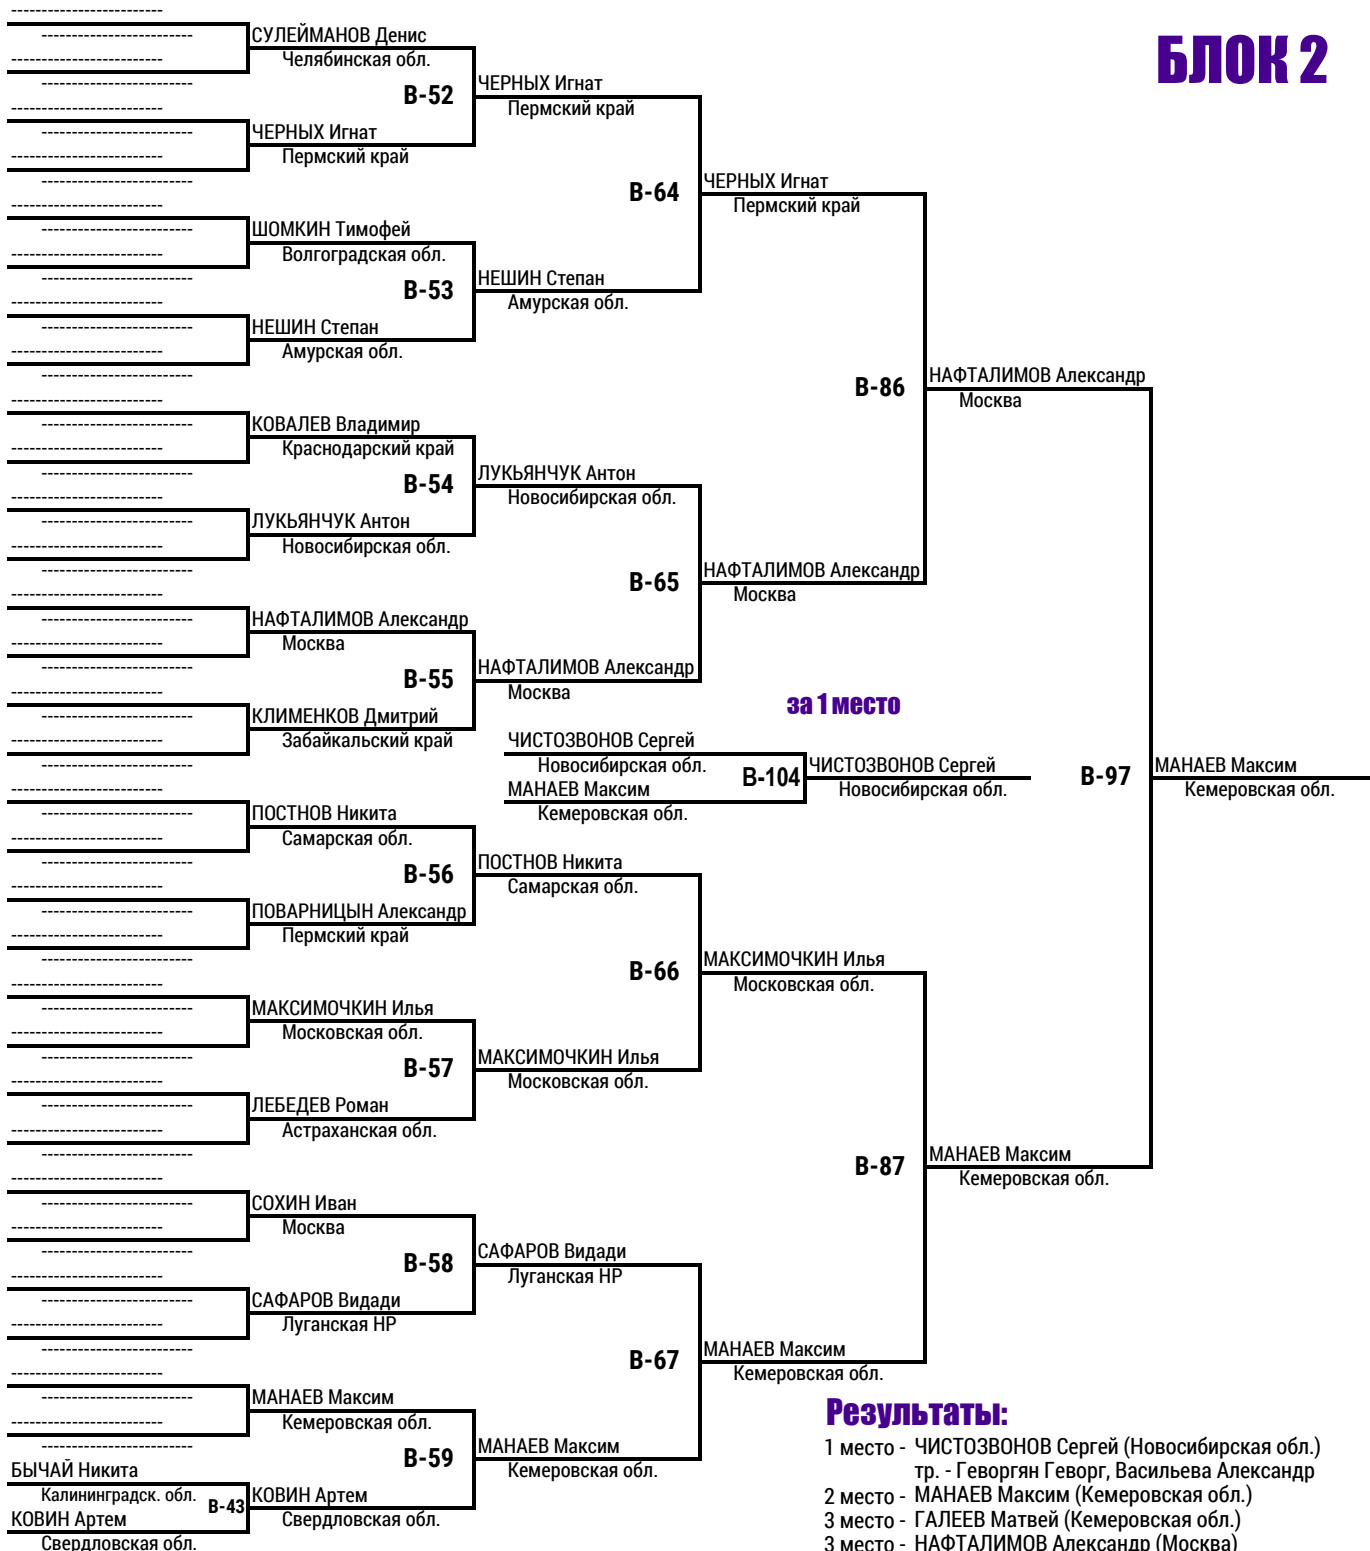 БЛОК 2
СУЛЕЙМАНОВ Денис
Челябинская обл.
B-52
ЧЕРНЫХ Игнат
Пермский край
ЧЕРНЫХ Игнат
Пермский край
B-64
ЧЕРНЫХ Игнат
Пермский край
ШОМКИН Тимофей
Волгоградская обл.
B-53
НЕШИН Степан
Амурская обл.
НЕШИН Степан
Амурская обл.
B-86
НАФТАЛИМОВ Александр
Москва
КОВАЛЕВ Владимир
Краснодарский край
B-54
ЛУКЬЯНЧУК Антон
Новосибирская обл.
ЛУКЬЯНЧУК Антон
Новосибирская обл.
B-65
НАФТАЛИМОВ Александр
Москва
НАФТАЛИМОВ Александр
Москва
B-55
НАФТАЛИМОВ Александр
Москва
КЛИМЕНКОВ Дмитрий
Забайкальский край
за 1 место
ЧИСТОЗВОНОВ Сергей
Новосибирская обл.
МАНАЕВ Максим
Кемеровская обл.
B-104
ЧИСТОЗВОНОВ Сергей
Новосибирская обл.
B-97
МАНАЕВ Максим
Кемеровская обл.
ПОСТНОВ Никита
Самарская обл.
B-56
ПОСТНОВ Никита
Самарская обл.
ПОВАРНИЦЫН Александр
Пермский край
B-66
МАКСИМОЧКИН Илья
Московская обл.
МАКСИМОЧКИН Илья
Московская обл.
B-57
МАКСИМОЧКИН Илья
Московская обл.
ЛЕБЕДЕВ Роман
Астраханская обл.
B-87
МАНАЕВ Максим
Кемеровская обл.
СОХИН Иван
Москва
B-58
САФАРОВ Видади
Луганская НР
САФАРОВ Видади
Луганская НР
B-67
МАНАЕВ Максим
Кемеровская обл.
МАНАЕВ Максим
Кемеровская обл.
B-59
МАНАЕВ Максим
Кемеровская обл.
БЫЧАЙ Никита
Калининградск. обл.
B-43
КОВИН Артем
Свердловская обл.
КОВИН Артем
Свердловская обл.
Результаты:
1 место - ЧИСТОЗВОНОВ Сергей (Новосибирская обл.)
тр. - Геворгян Геворг, Васильева Александр
2 место - МАНАЕВ Максим (Кемеровская обл.)
3 место - ГАЛЕЕВ Матвей (Кемеровская обл.)
3 место - НАФТАЛИМОВ Александр (Москва)